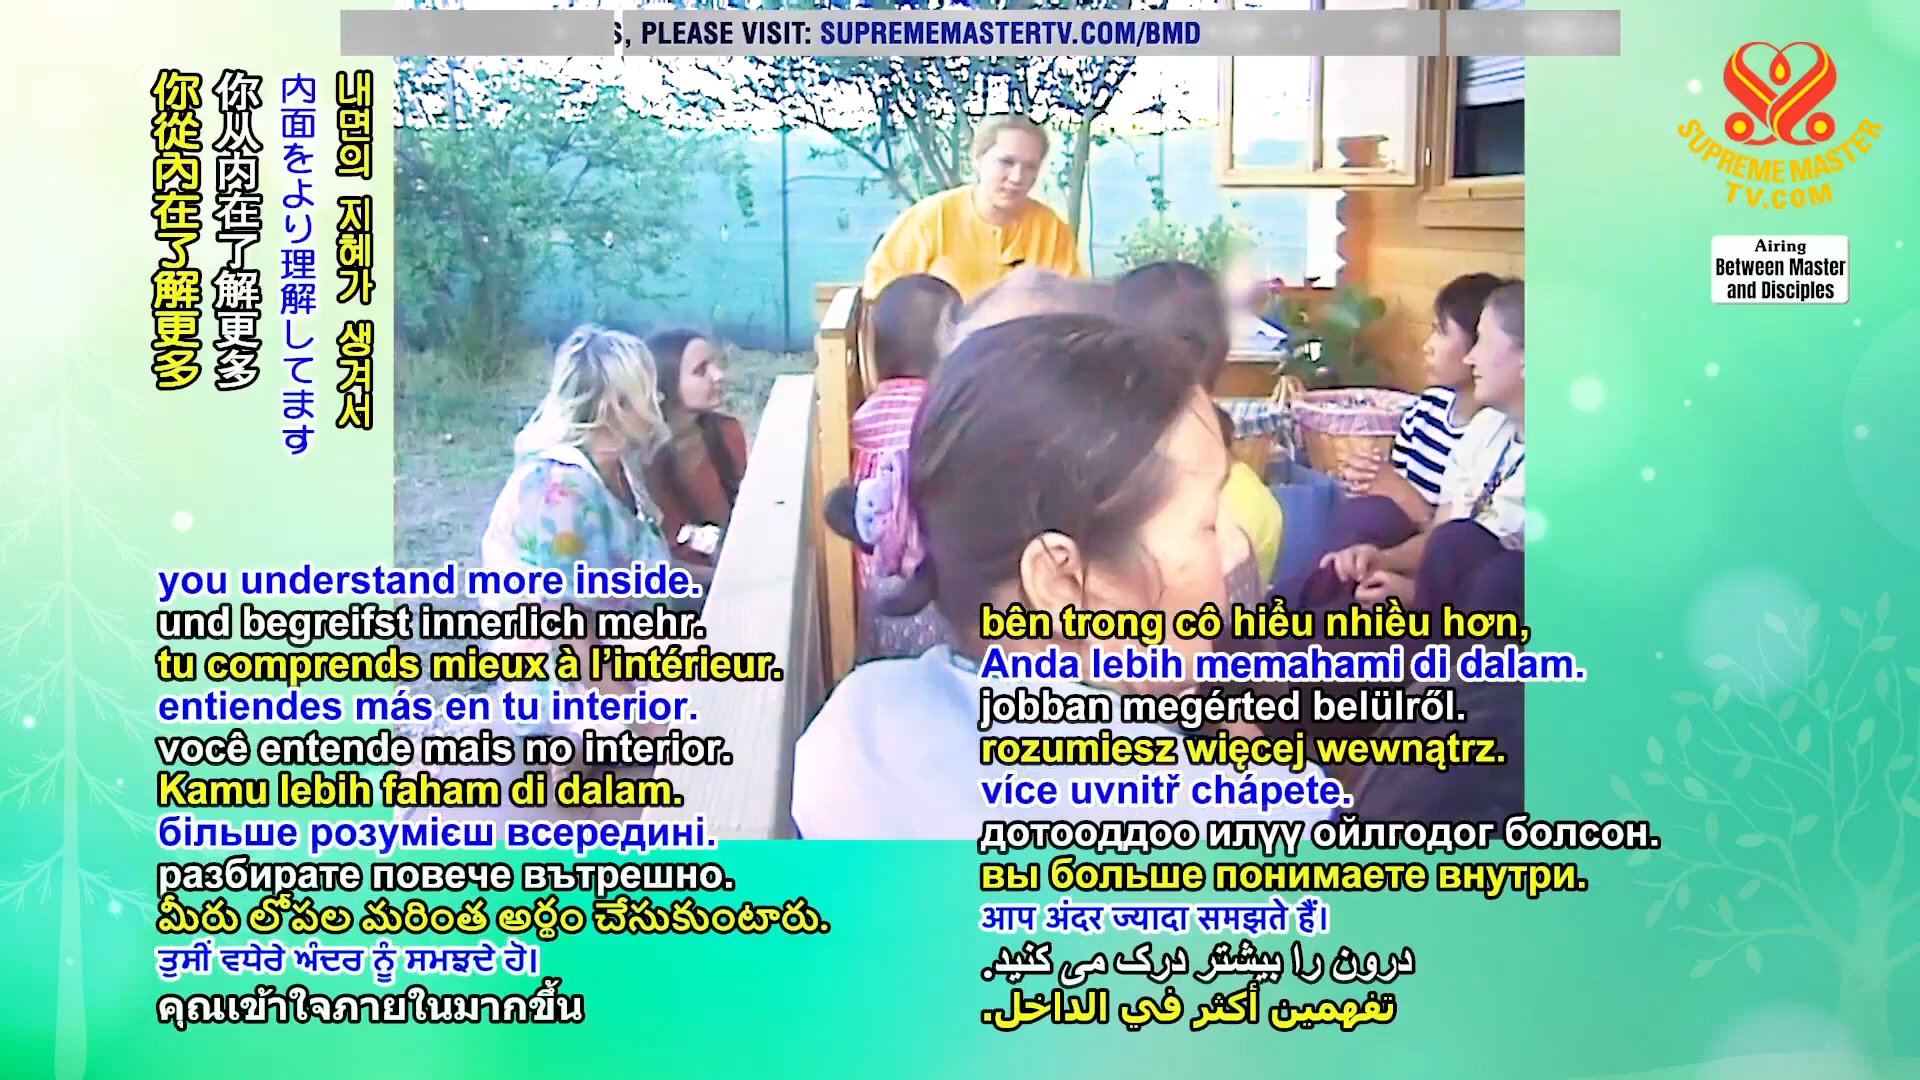 S, PLEASE VISIT: SUPREMEMASTERTV.COM/BMD
SUPREME MASTER
TV.COM
Airing
Between Master
and Disciples
내면의 지혜가 생겨서
内面をより理解してます
你从内在了解更多
你從內在了解更多
you understand more inside.
und begreifst innerlich mehr.
tu comprends mieux à l’intérieur.
entiendes más en tu interior.
você entende mais no interior.
Kamu lebih faham di dalam.
більше розумієш всередині.
разбирате повече вътрешно.
మీరు లోపల మరింత అర్థం చేసుకుంటారు.
ਤੁਸੀਂ ਵਧੇਰੇ ਅੰਦਰ ਨੂੰ ਸਮਝਦੇ ਹੋ।
คุณเข้าใจภายในมากขึ้น
bên trong cô hiểu nhiều hơn,
Anda lebih memahami di dalam.
jobban megérted belülről.
rozumiesz więcej wewnątrz.
více uvnitř chápete.
дотооддоо илүү ойлгодог болсон.
вы больше понимаете внутри.
आप अंदर ज्यादा समझते हैं।
درون را بیشتر درک می کنید.
تفهمين أكثر في الداخل.